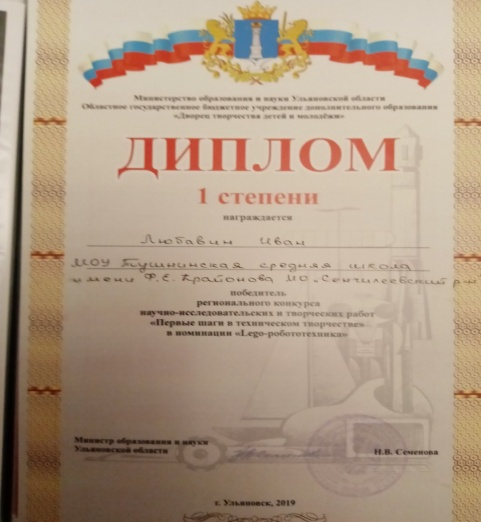 Министерство образования и науки Ульяновской области
Областное государственное бюджетное учреждение дополнительного образования
«Дворец творчества детей и молодёжи»
ДИПЛОМ
1 степени
награждается
Любавин Иван
МОУ Тушнинская средняя школа
имени Ф.Е. Крайонова МО „Сенгилеевский р-н
победитель
регионального конкурса
научно-исследовательских и творческих работ
«Первые шаги в техническом творчестве»
в номинации «Lego-робототехника»
Министр образования и науки
Ульяновской области
Н.В. Семенова
г. Ульяновск, 2019